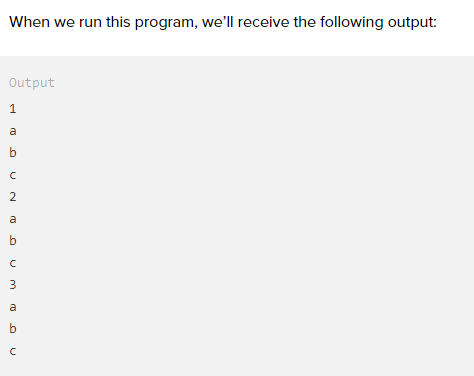 When we run this program, we’ll receive the following output:
Output
1
a
b
c
2
a
b
c
3
a
b
c